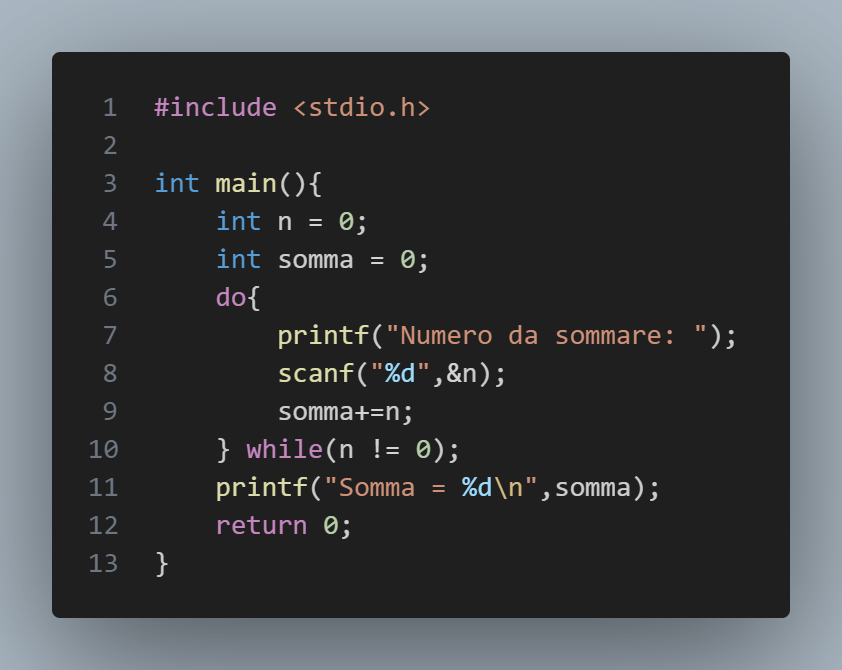 1 #include <stdio.h>
2
3 int main(){
4     int n = 0;
5     int somma = 0;
6     do{
7         printf("Numero da sommare: ");
8         scanf("%d",&n);
9         somma+=n;
10     } while(n != 0);
11     printf("Somma = %d\n",somma);
12     return 0;
13 }